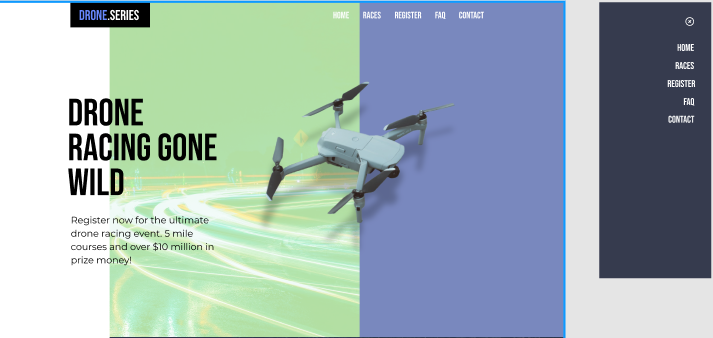 DRONE.SERIES
HOME RACES REGISTER FAQ CONTACT
DRONE
RACING GONE
WILD
Register now for the ultimate
drone racing event. 5 mile
courses and over $10 million in
prize money!
HOME
RACES
REGISTER
FAQ
CONTACT